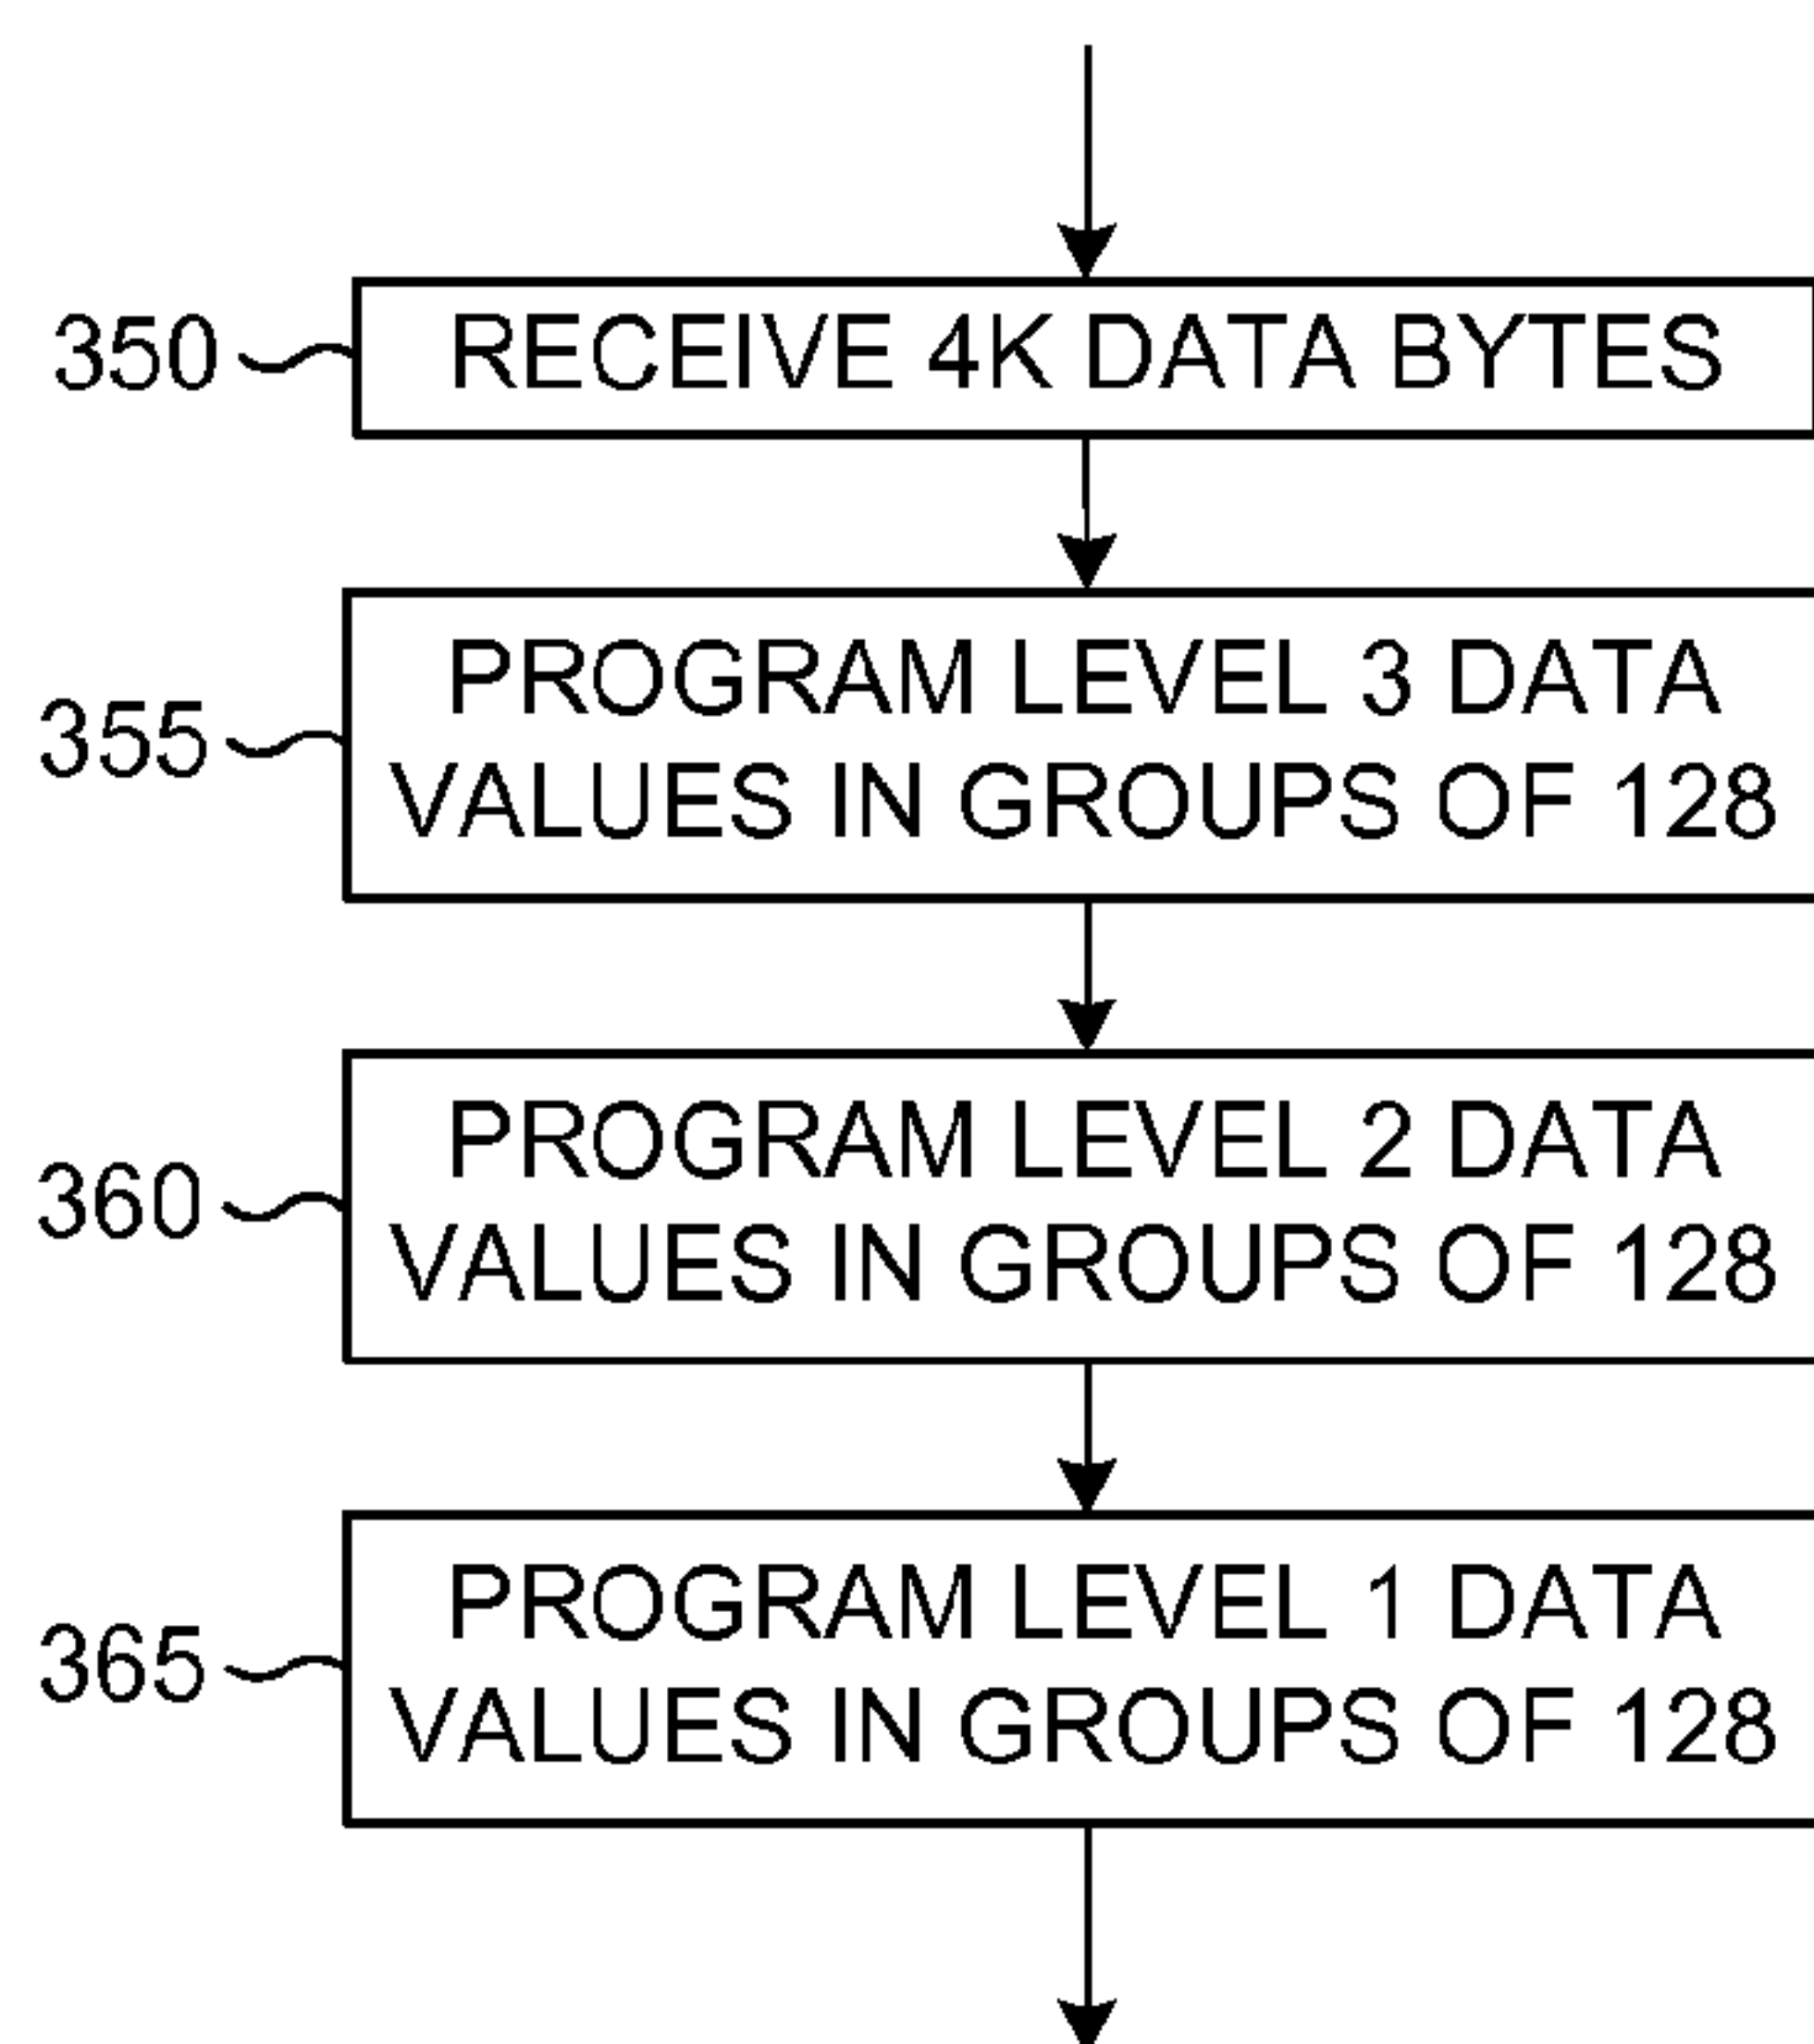 350 RECEIVE 4K DATA BYTES
PROGRAM LEVEL 3 DATA
355
VALUES IN GROUPS OF 128
PROGRAM LEVEL 2 DATA
360
VALUES IN GROUPS OF 128
PROGRAM LEVEL 1 DATA
365
VALUES IN GROUPS OF 128